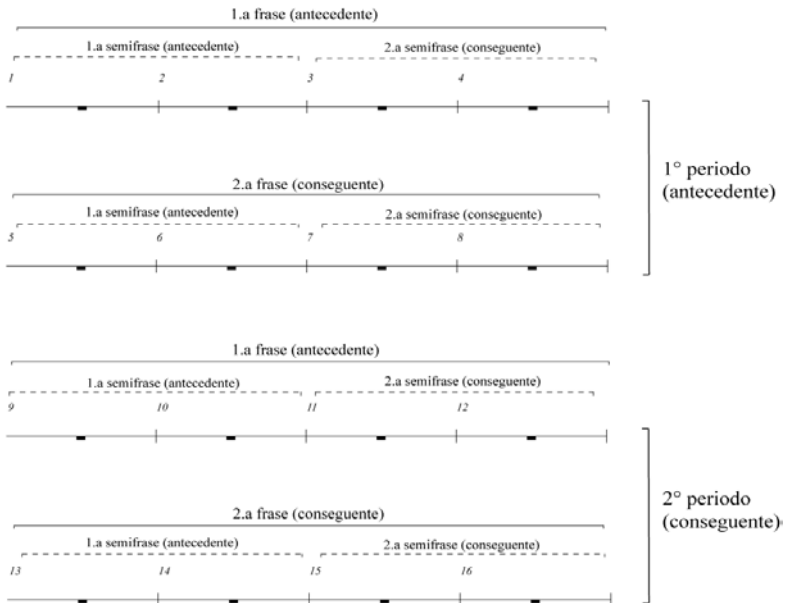 1.a frase (antecedente)
1.a semifrase (antecedente) 2.a semifrase (conseguente)
1 2 3 4
2.a frase (conseguente)
1.a semifrase (antecedente) 2.a semifrase (conseguente)
5 6 7 8
1° periodo
(antecedente)
1.a frase (antecedente)
1.a semifrase (antecedente) 2.a semifrase (conseguente)
9 10 11 12
2.a frase (conseguente)
1.a semifrase (antecedente) 2.a semifrase (conseguente)
13 14 15 16
2° periodo
(conseguente)